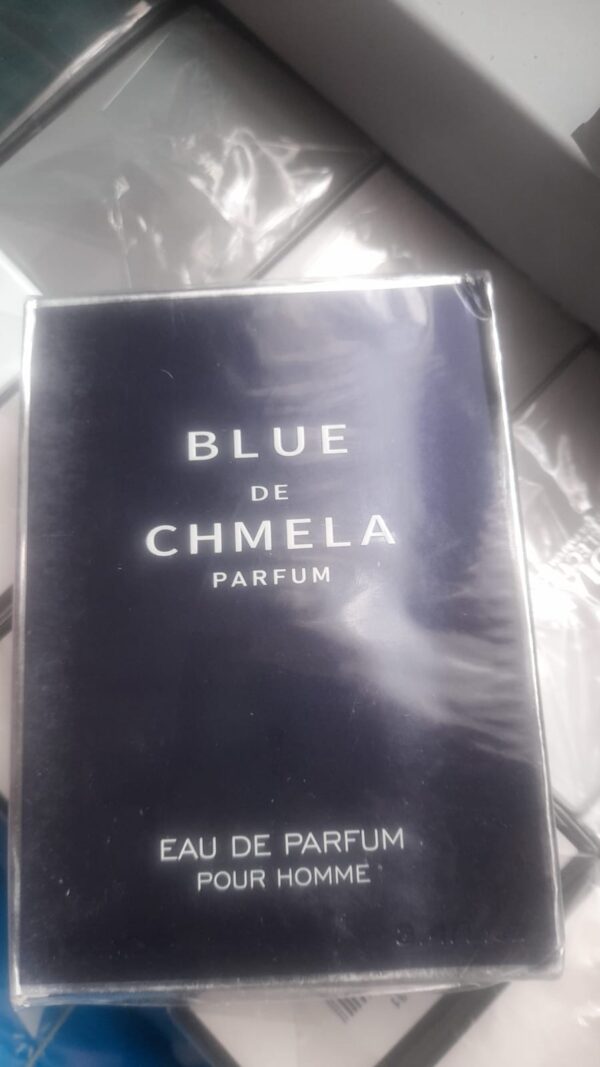 BLUE
DE
CHMELA
PARFUM
EAU DE PARFUM
POUR HOMME